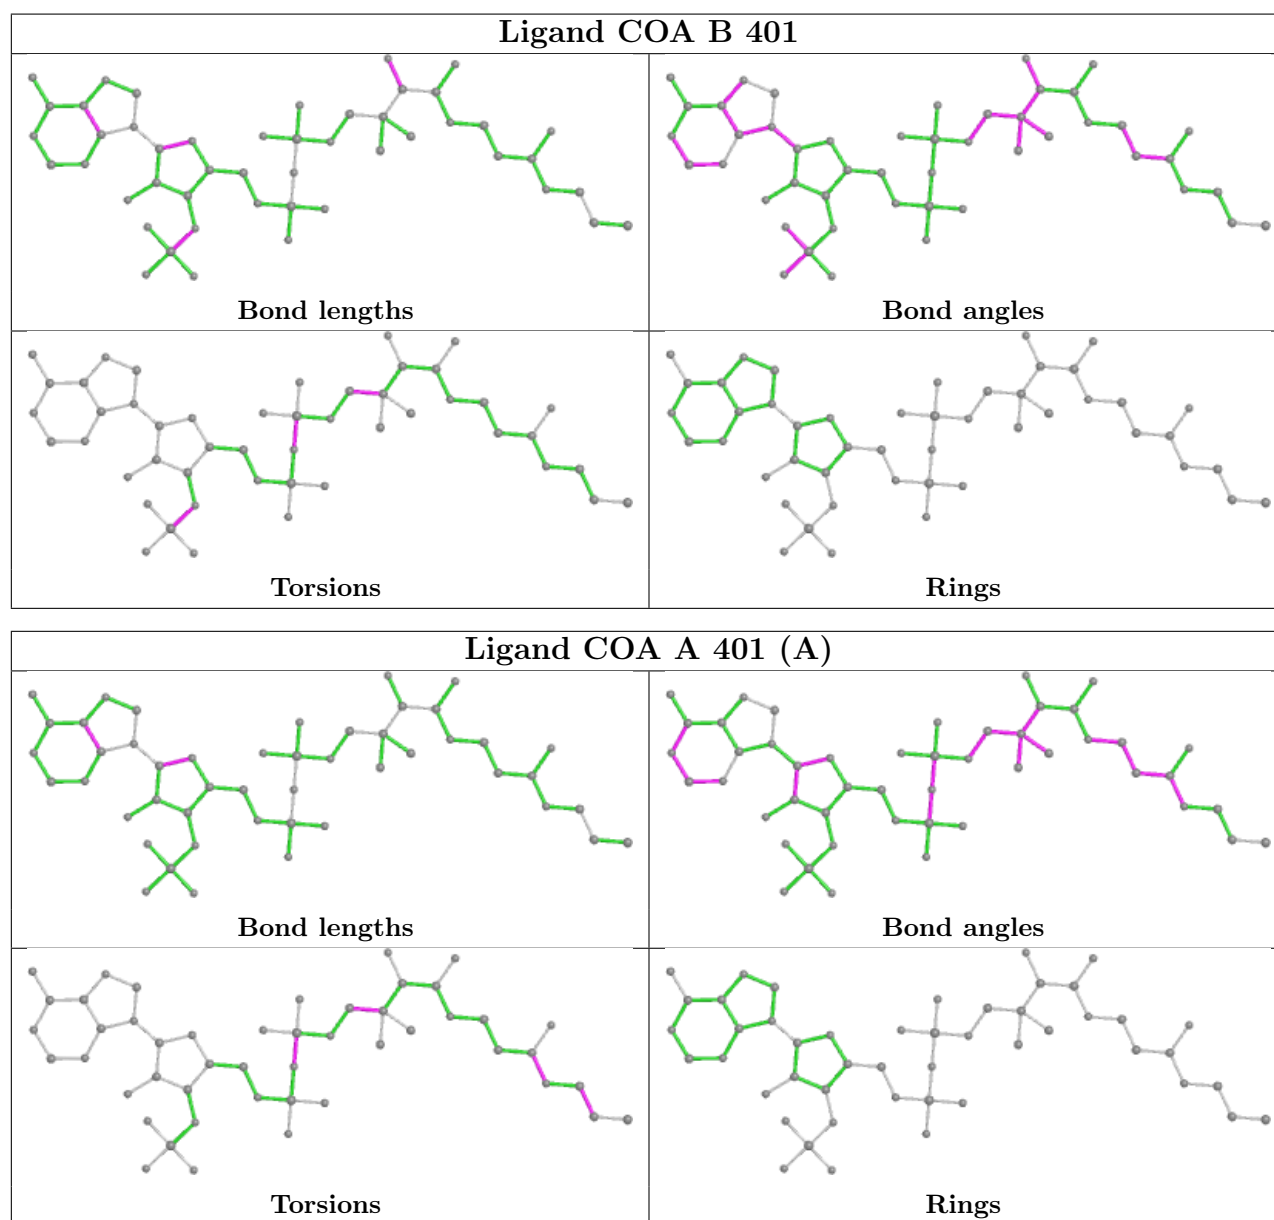 Ligand COA B 401
Bond lengths
Bond angles
Torsions
Rings
Ligand COA A 401 (A)
Bond lengths
Bond angles
Torsions
Rings